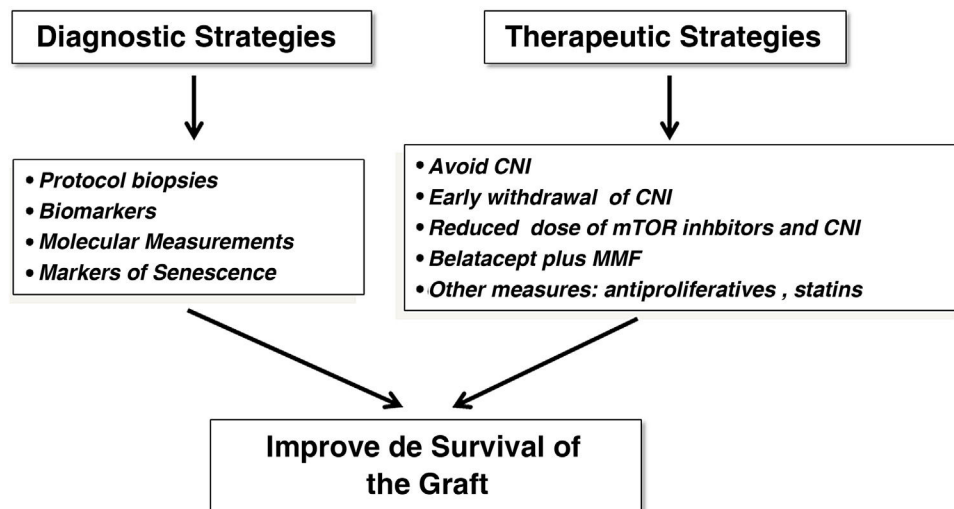 Diagnostic Strategies
Therapeutic Strategies
• Protocol biopsies
• Biomarkers
• Molecular Measurements
• Markers of Senescence
• Avoid CNI
• Early withdrawal of CNI
• Reduced dose of mTOR inhbitors and CNI
• Belatacept plus MMF
• Other measures: antiproliferatives , statins
Improve de Survival of
the Graft